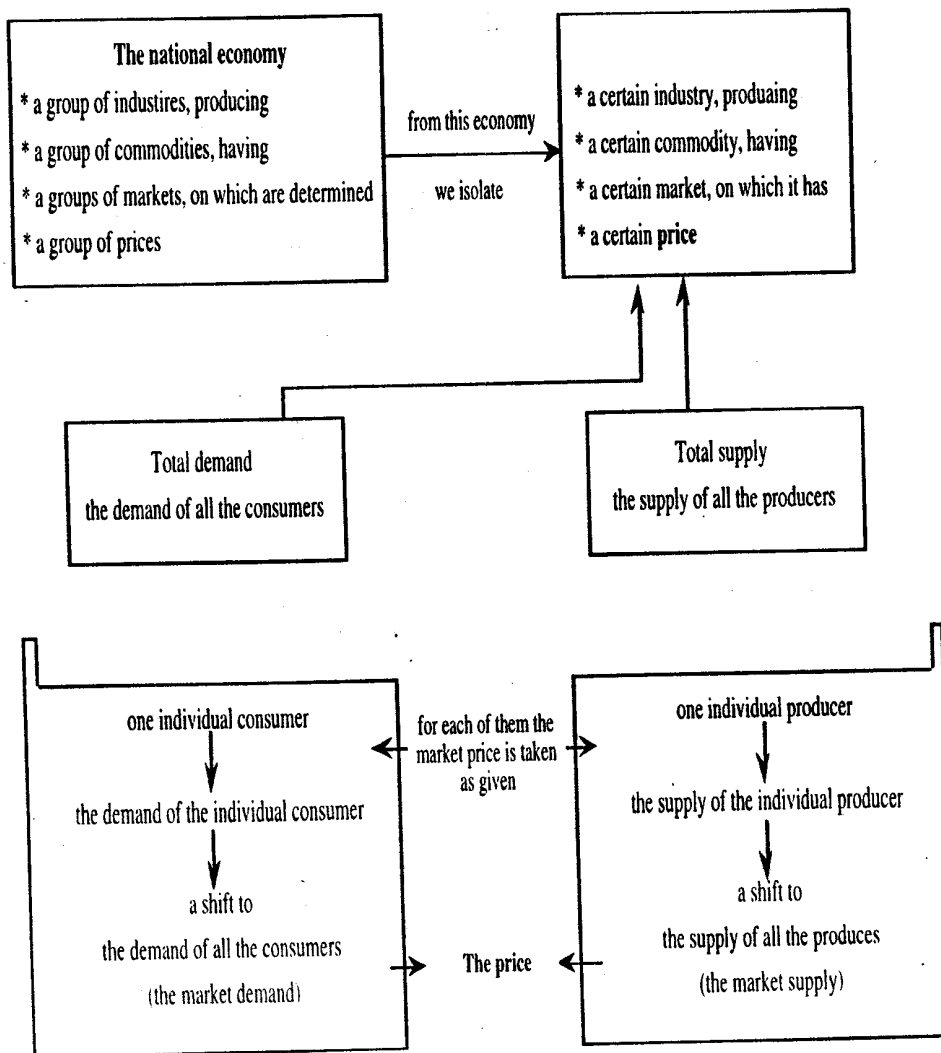 The national economy
* a group of industires, producing
* a group of commodities, having
* a groups of markets, on which are determined
* a group of prices
from this economy
we isolate
* a certain industry, produaing
* a certain commodity, having
* a certain market, on which it has
* a certain price
Total demand
the demand of all the consumers
Total supply
the supply of all the producers
one individual consumer
the demand of the individual consumer
a shift to
the demand of all the consumers
(the market demand)
for each of them the
market price is taken
as given
The price
one individual producer
the supply of the individual producer
a shift to
the supply of all the produces
(the market supply)